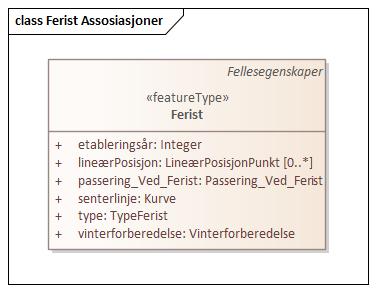 class Ferist Assosiasjoner
Fellesegenskaper
«featureType»
Ferist
+ etableringsår: Integer
+ lineærPosisjon: LineærPosisjonPunkt [0..*]
+ passering_Ved_Ferist: Passering_Ved_Ferist
+ senterlinje: Kurve
+ type: TypeFerist
+ vinterforberedelse: Vinterforberedelse